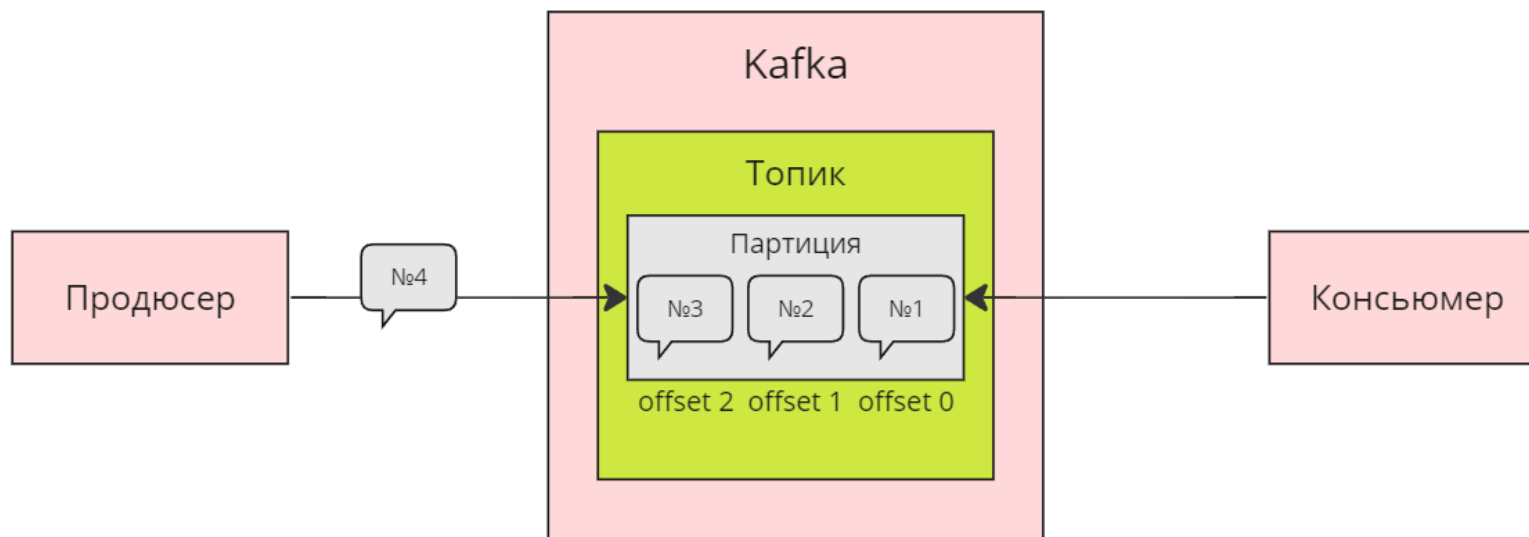 Kafka
Топик
Партиция
Продюсер
№4
№3 №2 №1
Консьюмер
offset 2 offset 1 offset 0